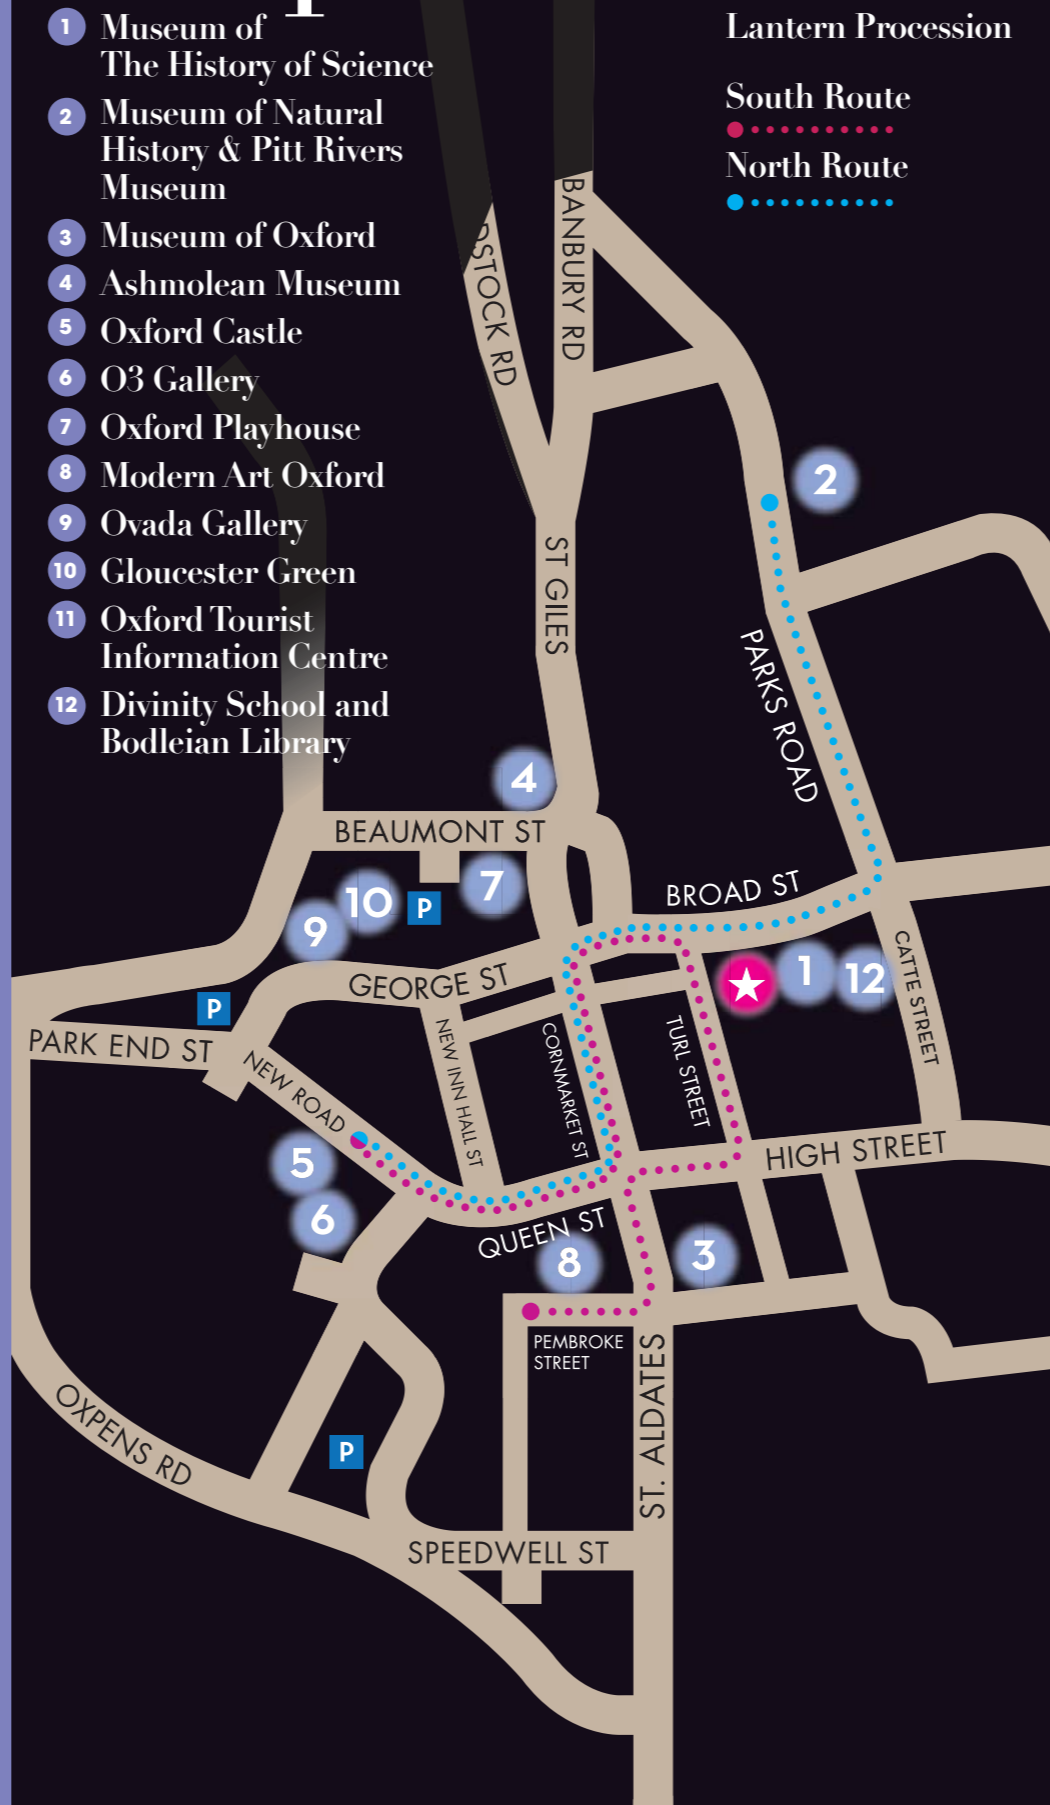 1 Museum of
The History of Science
2 Museum of Natural
History & Pitt Rivers
Museum
3 Museum of Oxford
4 Ashmolean Museum
5 Oxford Castle
6 O3 Gallery
7 Oxford Playhouse
8 Modern Art Oxford
9 Ovada Gallery
10 Gloucester Green
11 Oxford Tourist
Information Centre
12 Divinity School and
Bodleian Library
Lantern Procession
South Route
North Route
RD
BANBURY RD
2
ST GILES
PARKS ROAD
4
BEAUMONT ST
7
10
P
9
BROAD ST
1
12
CATTE STREET
GEORGE ST
P
PARK END ST
NEW ROAD
NEW INN HALL ST
CORNMARKET ST
TURL STREET
HIGH STREET
5
6
QUEEN ST
8
3
PEMBROKE
STREET
ST. ALDATES
OXPENS RD
P
SPEEDWELL ST